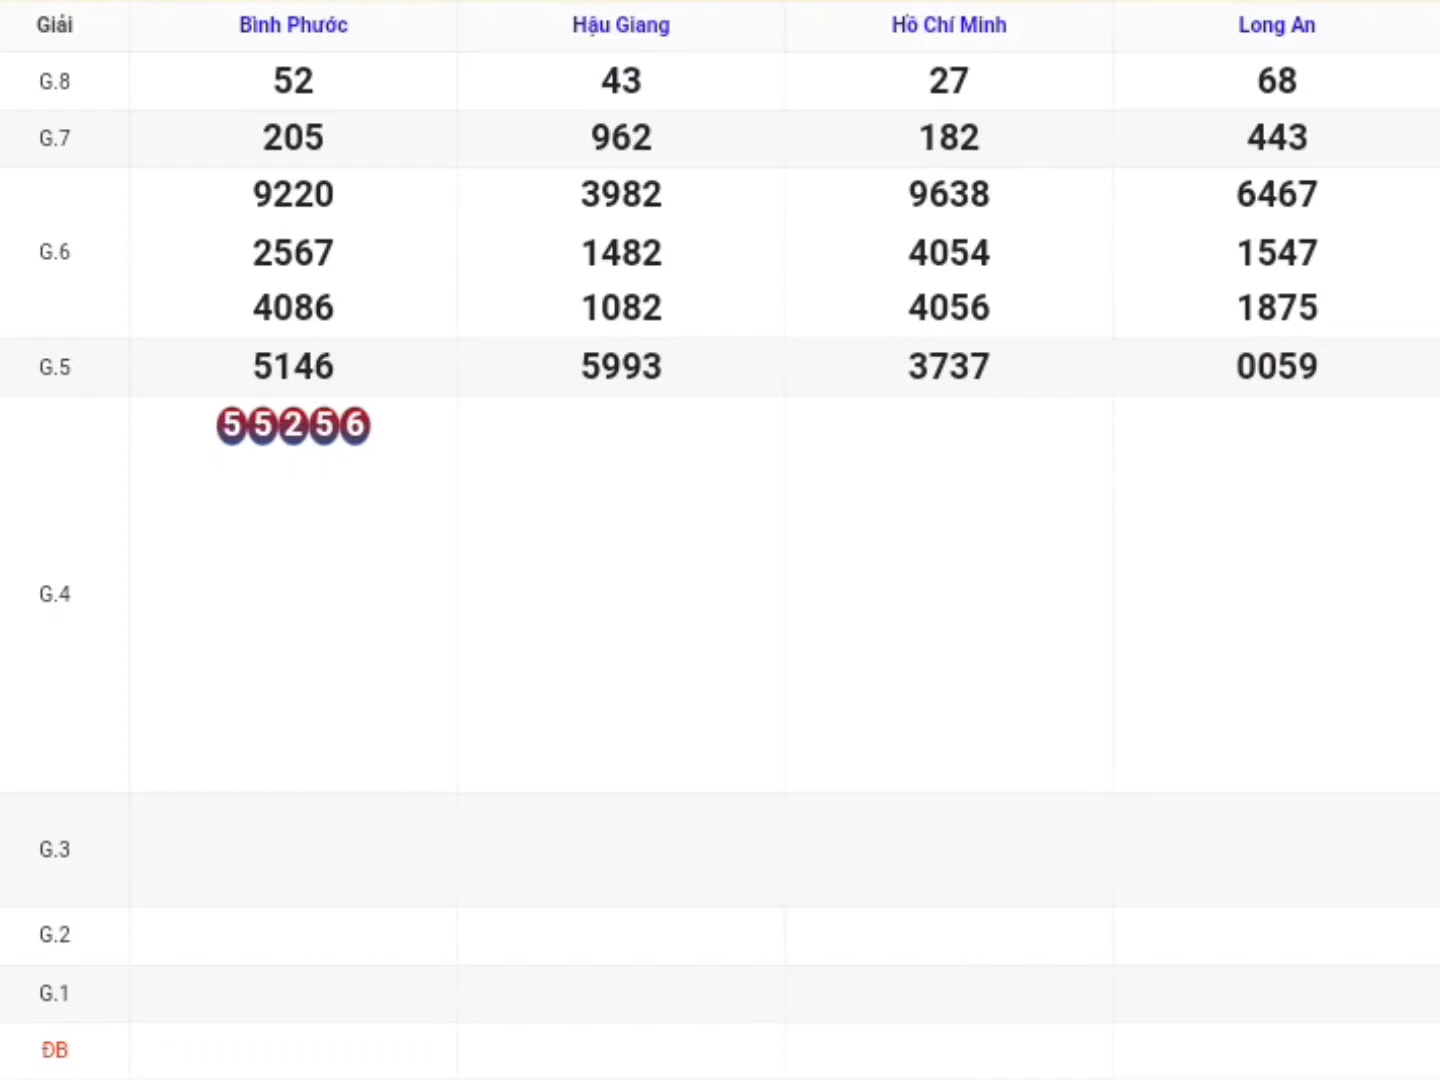 Giải Bình Phước Hậu Giang Hồ Chí Minh Long An
G.8 52 43 27 68
G.7 205 962 182 443
9220 3982 9638 6467
G.6 2567 1482 4054 1547
4086 1082 4056 1875
G.5 5146 5993 3737 0059
55256
G.4
G.3
G.2
G.1
ĐB